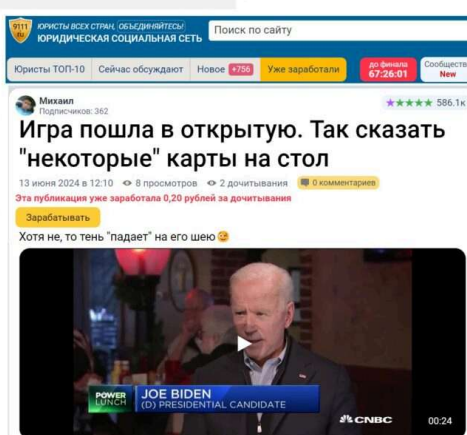 9111
RU
ЮРИСТЫ ВСЕХ СТРАН, ОБЪЕДИНЯЙТЕСЬ!
ЮРИДИЧЕСКАЯ СОЦИАЛЬНАЯ СЕТЬ
Поиск по сайту
Юристы ТОП-10 Сейчас обсуждают Новое +756 Уже заработали
до финала
67:26:01
Сообществ
New
Михаил
Подписчиков: 362
586.1к
Игра пошла в открытую. Так сказать
"некоторые" карты на стол
13 июня 2024 в 12:10 8 просмотров 2 дочитывания 0 комментариев
Эта публикация уже заработала 0,20 рублей за дочитывания
Зарабатывать
Хотя не, то тень "падает" на его шею
POWER
LUNCH
JOE BIDEN
(D) PRESIDENTIAL CANDIDATE
CNBC
00:24